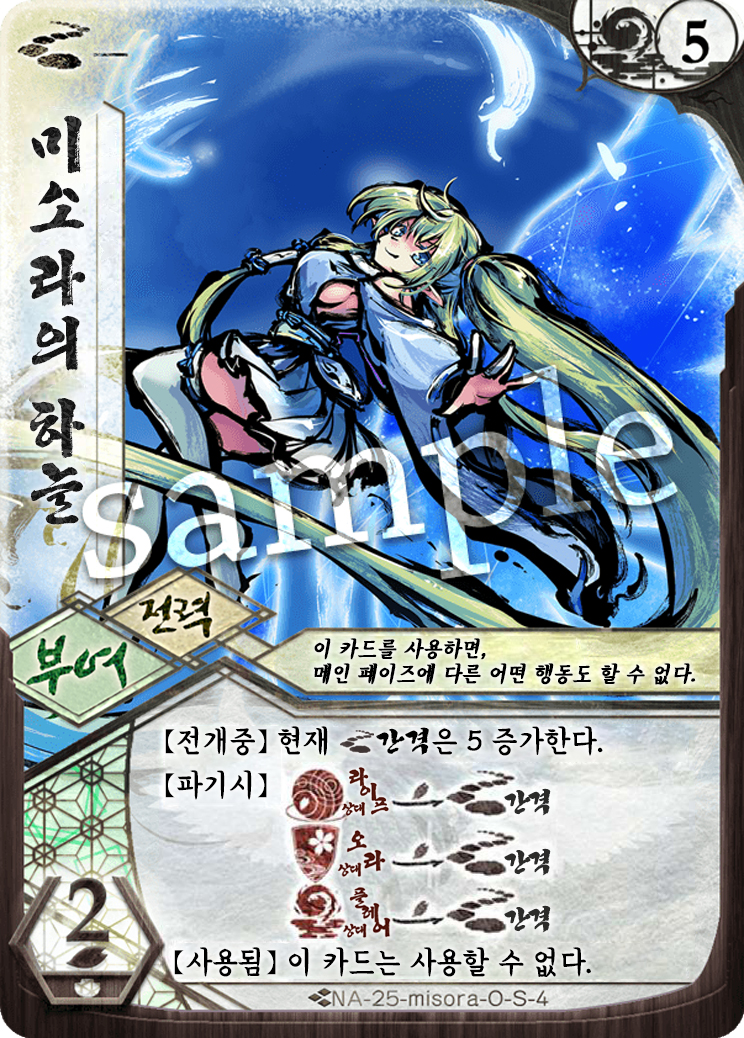 5
미소라의 하늘
sample
전력
부여
이 카드를 사용하면,
메인 페이즈에 다른 어떤 행동도 할 수 없다.
【전개중】 현재 간격은 5 증가한다.
【파기시】
상대 라이프 간격
상대 오라 간격
상대 플레어 간격
2
【사용됨】 이 카드는 사용할 수 없다.
NA-25-misora-O-S-4